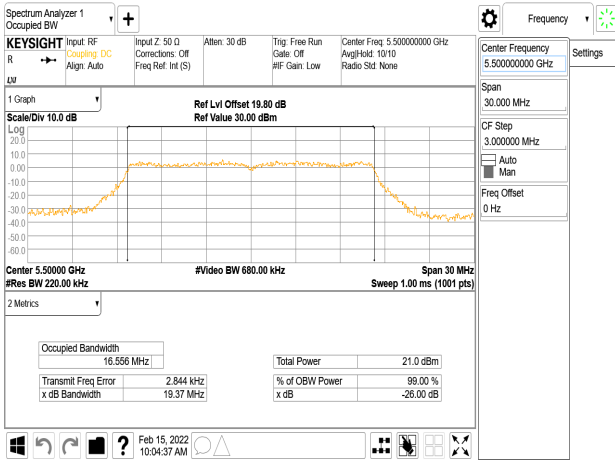 Spectrum Analyzer 1
Occupied BW
Frequency
KEYSIGHT
R
Input: RF
Coupling: DC
Align: Auto
Input Z: 50 Ω
Corrections: Off
Freq Ref: Int (S)
Atten: 30 dB
Trig: Free Run
Gate: Off
#IF Gain: Low
Center Freq: 5.500000000 GHz
Avg|Hold: 10/10
Radio Std: None
Center Frequency
5.500000000 GHz
Settings
Span
30.000 MHz
CF Step
3.000000 MHz
Auto
Man
Freq Offset
0 Hz
1 Graph
Scale/Div 10.0 dB
Ref Lvl Offset 19.80 dB
Ref Value 30.00 dBm
Log
20.0
10.0
0.00
-10.0
-20.0
-30.0
-40.0
-50.0
-60.0
Center 5.50000 GHz
#Res BW 220.00 kHz
#Video BW 680.00 kHz
Span 30 MHz
Sweep 1.00 ms (1001 pts)
2 Metrics
Occupied Bandwidth
16.556 MHz
Total Power 21.0 dBm
Transmit Freq Error 2.844 kHz
% of OBW Power 99.00 %
x dB Bandwidth 19.37 MHz
x dB -26.00 dB
?
Feb 15, 2022
10:04:37 AM